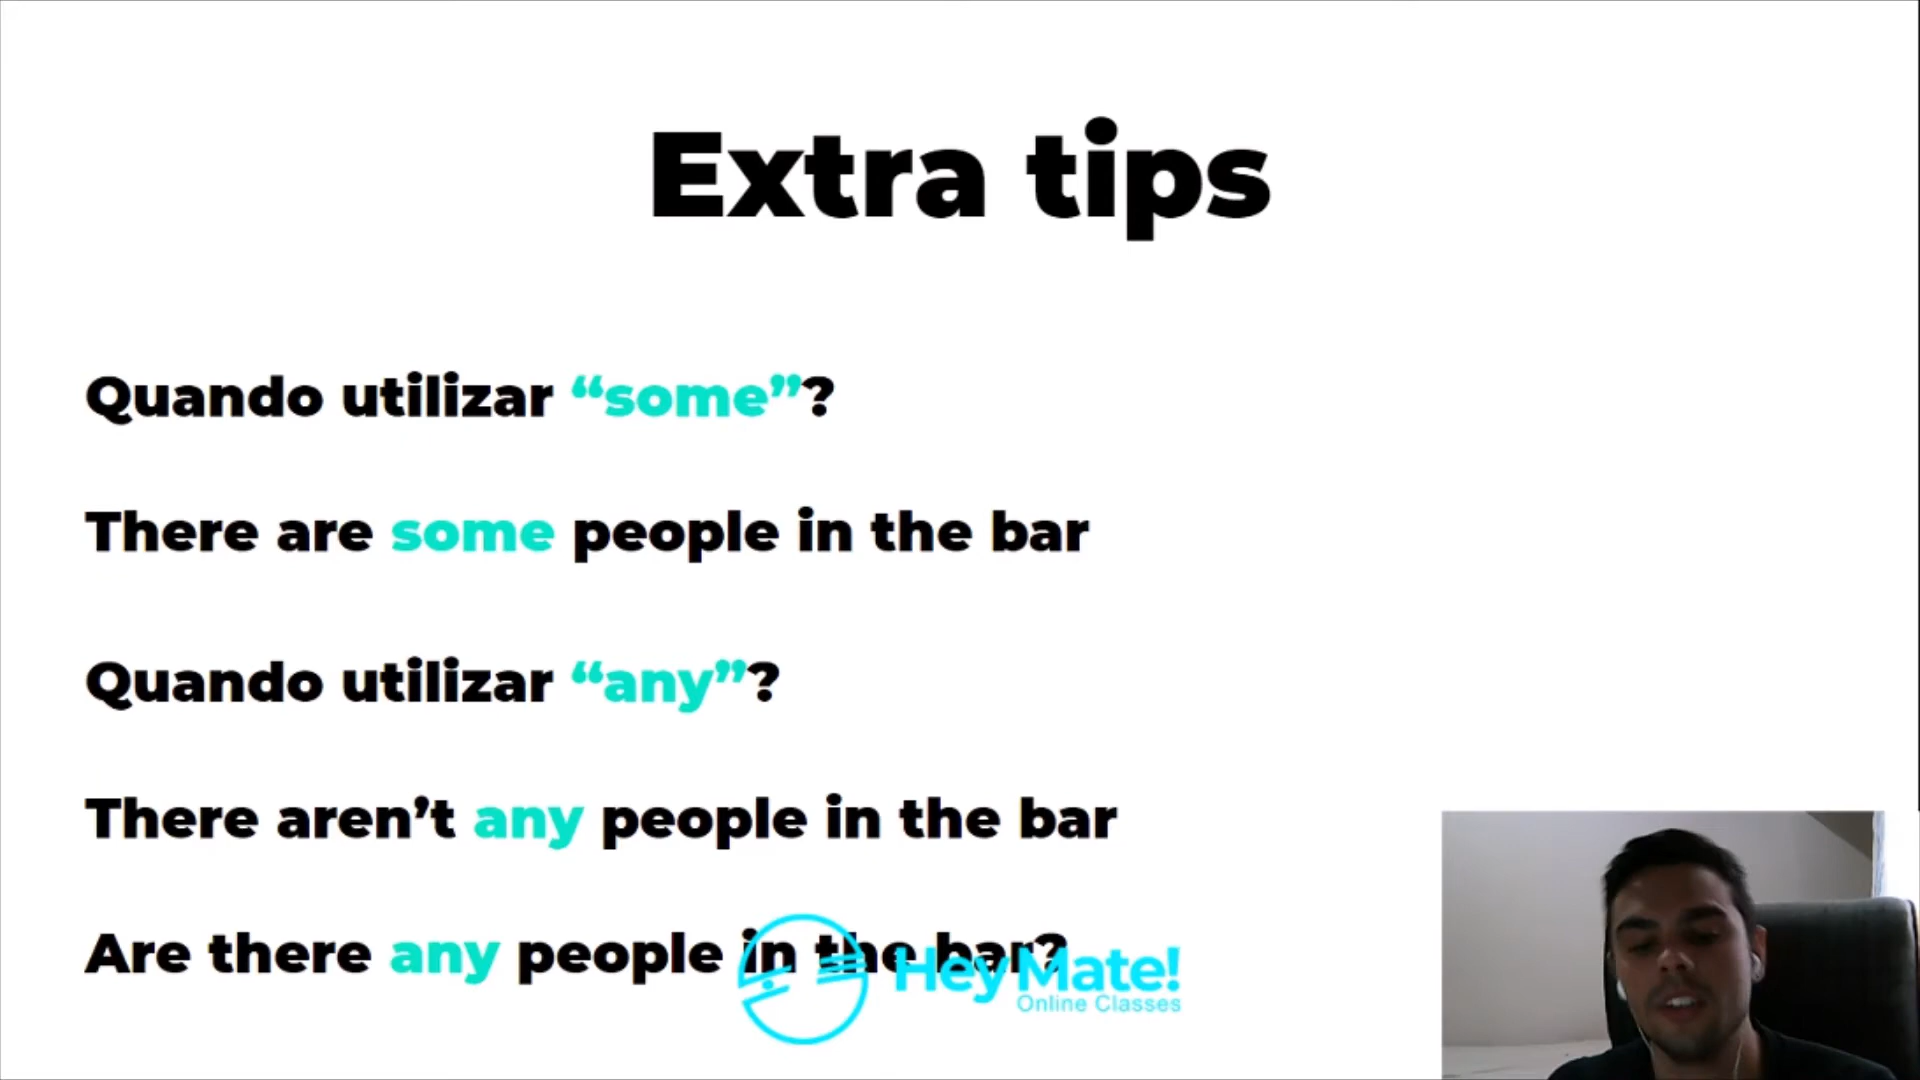 Extra tips
Quando utilizar “some”?
There are some people in the bar
Quando utilizar “any”?
There aren’t any people in the bar
Are there any people in the bar?
HeyMate!
Online Classes